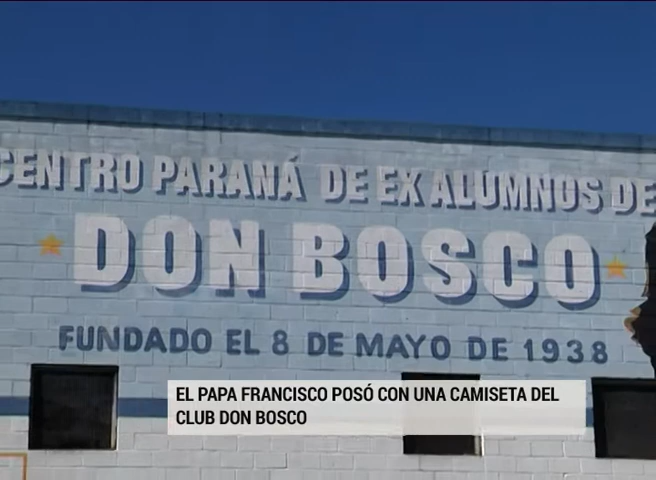 CENTRO PARANÁ DE EX ALUMNOS DE
DON BOSCO
FUNDADO EL 8 DE MAYO DE 1938
EL PAPA FRANCISCO POSÓ CON UNA CAMISETA DEL
CLUB DON BOSCO